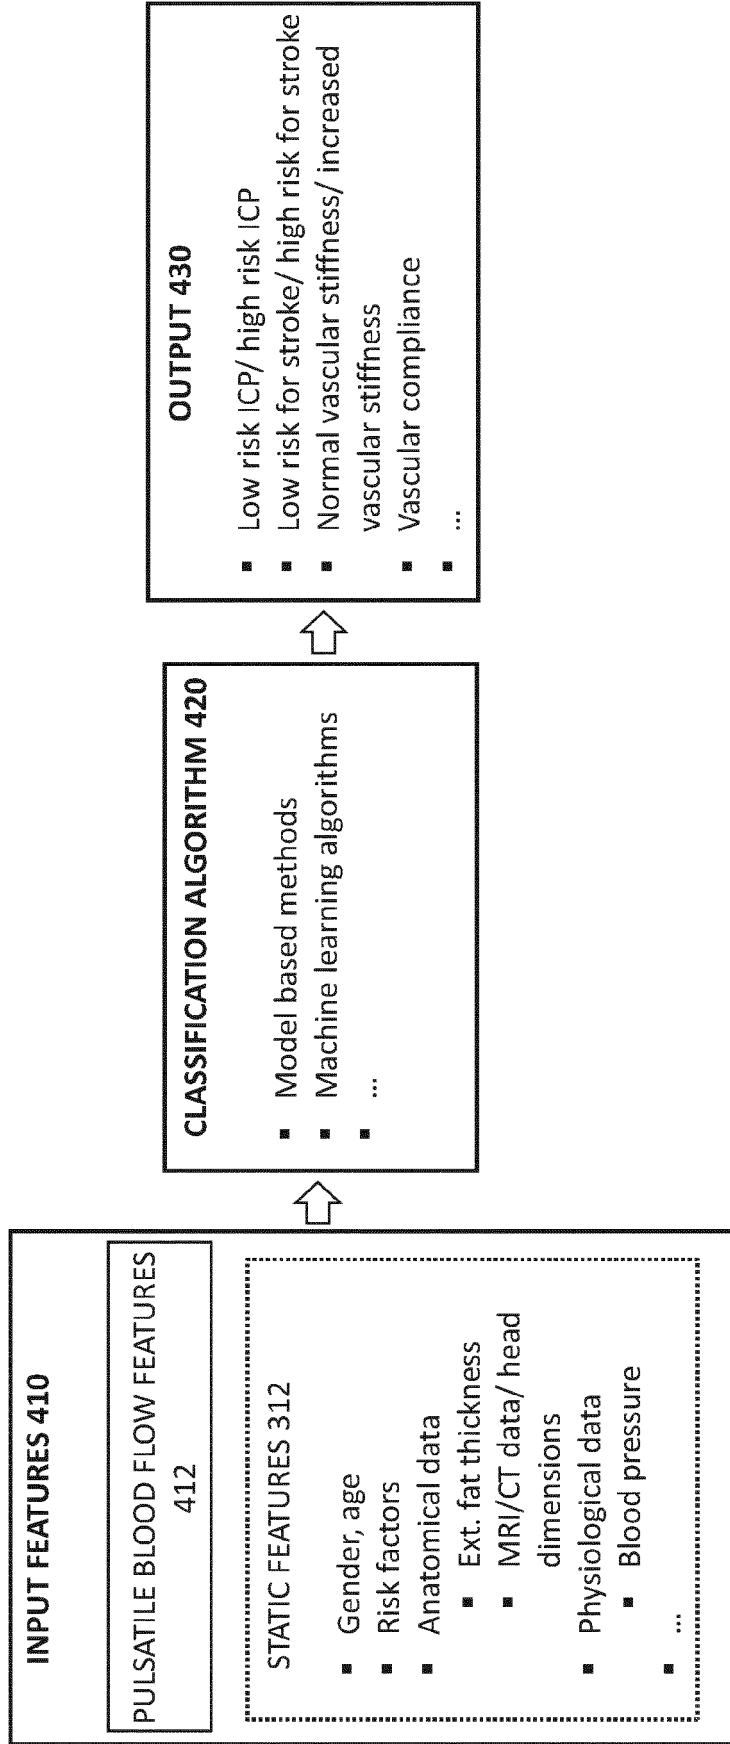 INPUT FEATURES 410
PULSATILE BLOOD FLOW FEATURES
412
STATIC FEATURES 312
▪ Gender, age
▪ Risk factors
▪ Anatomical data
▪ Ext. fat thickness
▪ MRI/CT data/ head
dimensions
▪ Physiological data
▪ Blood pressure
▪ ...
CLASSIFICATION ALGORITHM 420
▪ Model based methods
▪ Machine learning algorithms
▪ ...
OUTPUT 430
▪ Low risk ICP/ high risk ICP
▪ Low risk for stroke/ high risk for stroke
▪ Normal vascular stiffness/ increased
vascular stiffness
▪ Vascular compliance
▪ ...